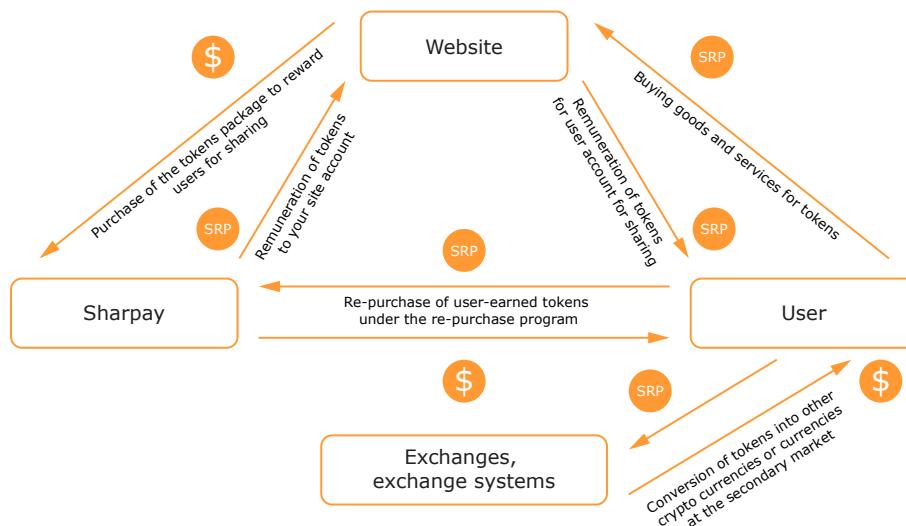 Website
$
SRP
Purchase of the tokens package to reward
users for sharing
Remuneration of tokens
to your site account
Remuneration of tokens
for user account for sharing
Buying goods and services for tokens
SRP
SRP
SRP
Sharpay
Re-purchase of user-earned tokens
under the re-purchase program
User
$
SRP
$
Exchanges,
exchange systems
Conversion of tokens into other
crypto currencies or currencies
at the secondary market